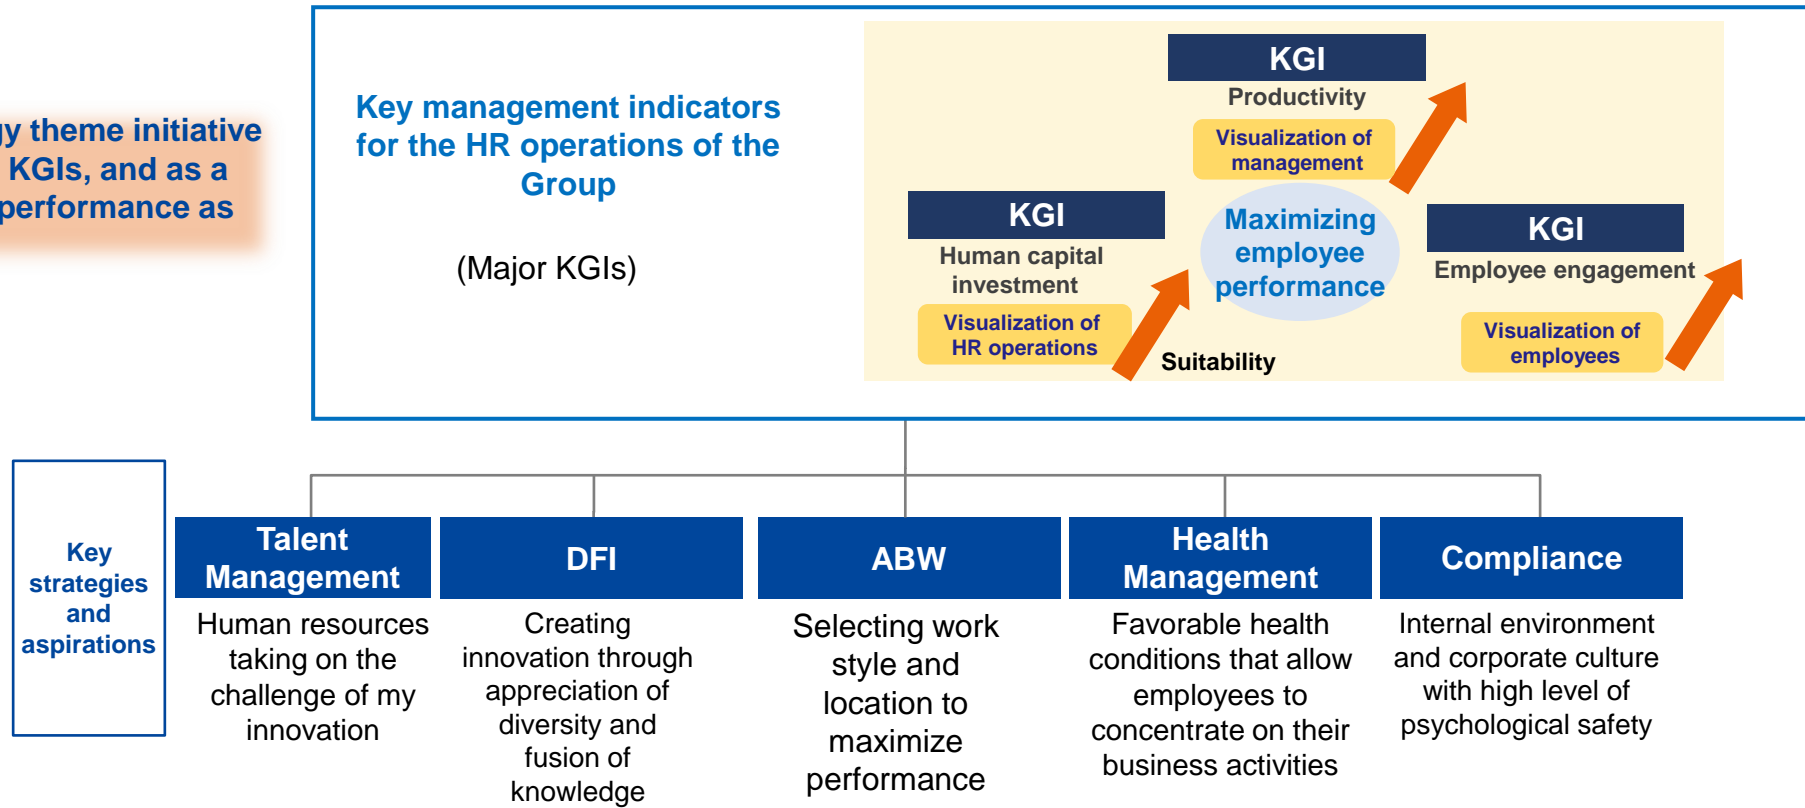 gy theme initiative
KGIs, and as a
performance as
Key management indicators
for the HR operations of the
Group
(Major KGIs)
KGI
Productivity
Visualization of
management
KGI
Human capital
investment
Visualization of
HR operations
Maximizing
employee
performance
Suitability
KGI
Employee engagement
Visualization of
employees
Key
strategies
and
aspirations
Talent
Management
Human resources
taking on the
challenge of my
innovation
DFI
Creating
innovation through
appreciation of
diversity and
fusion of
knowledge
ABW
Selecting work
style and
location to
maximize
performance
Health
Management
Favorable health
conditions that allow
employees to
concentrate on their
business activities
Compliance
Internal environment
and corporate culture
with high level of
psychological safety